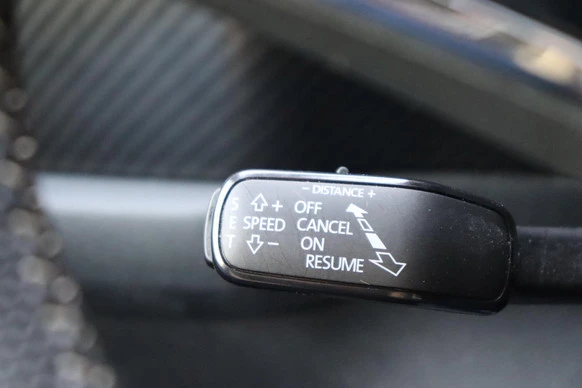 − DISTANCE +
S + OFF
E SPEED CANCEL
T − ON
RESUME